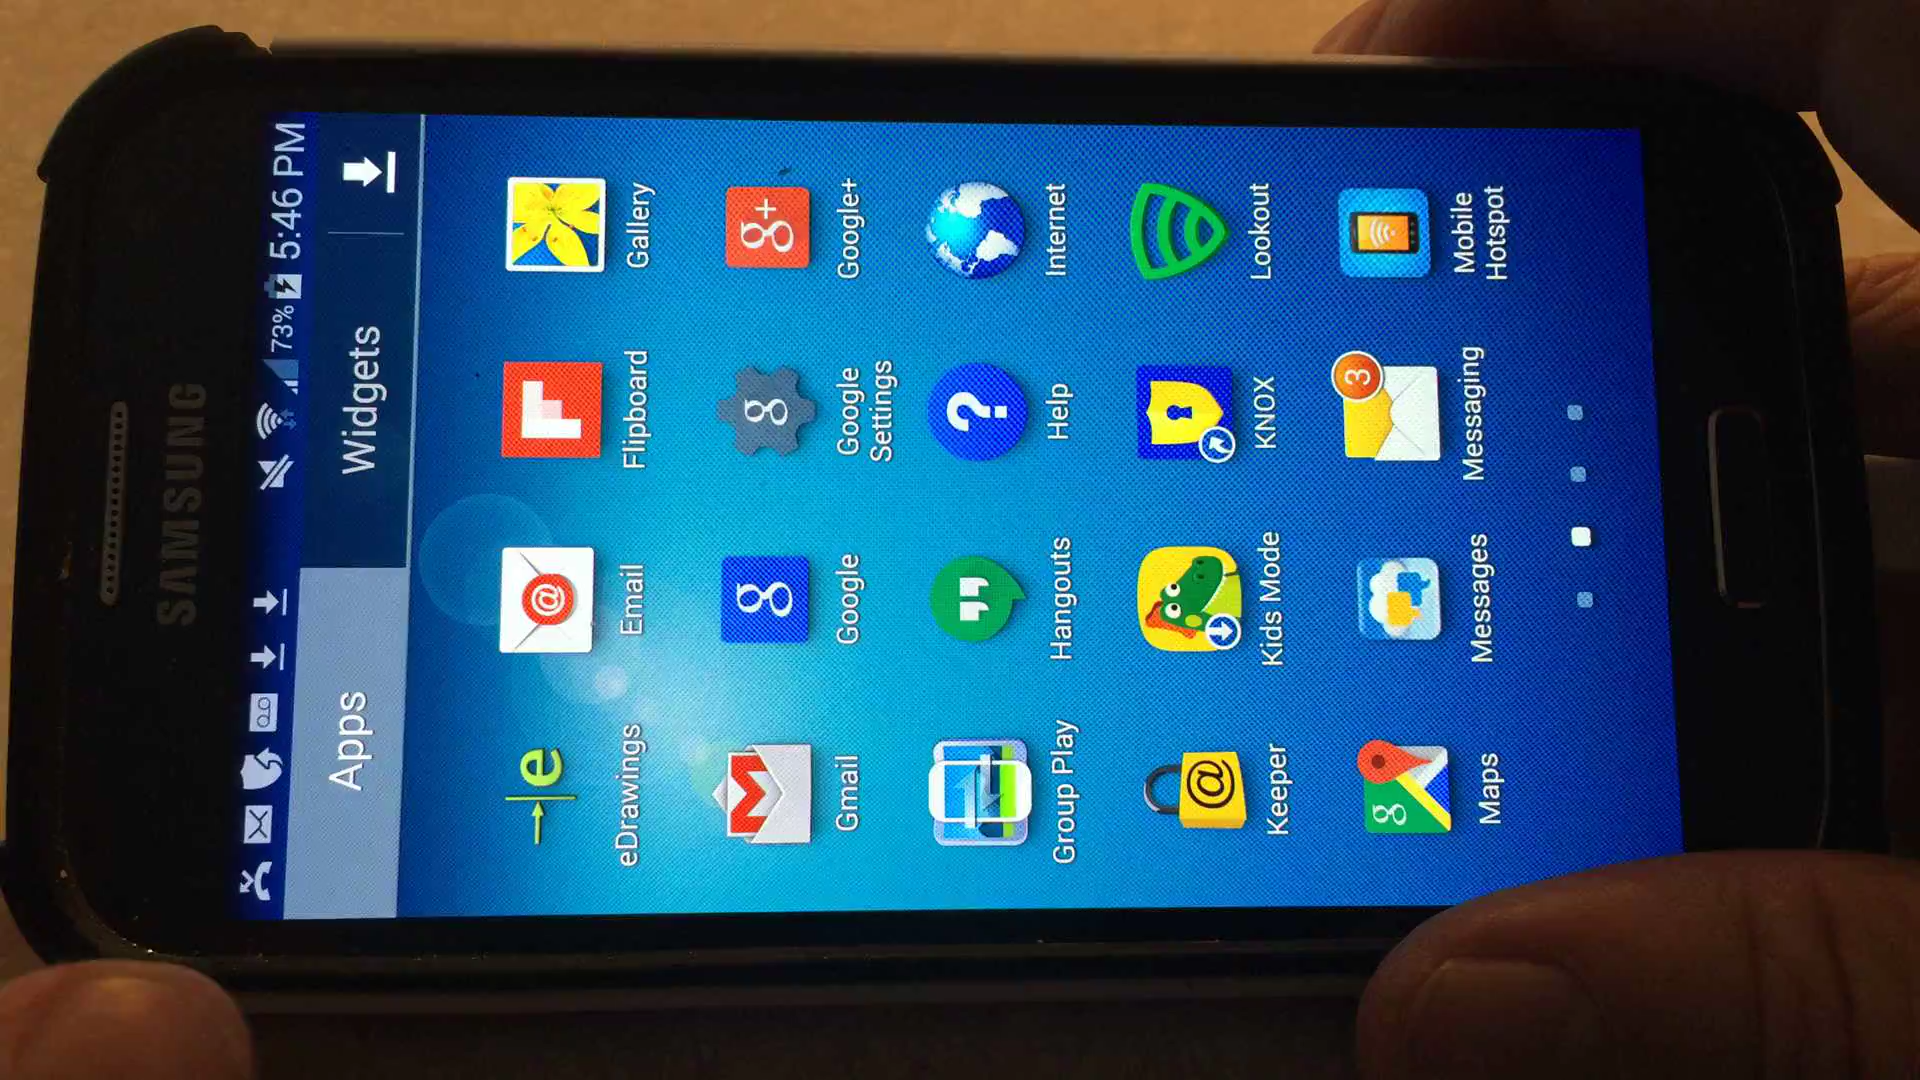 SAMSUNG
73% 5:46 PM
Apps Widgets
eDrawings Email Flipboard Gallery
Gmail Google Google
Settings Google+
Group Play Hangouts Help Internet
Keeper Kids Mode KNOX Lookout
3
Maps Messages Messaging Mobile
Hotspot